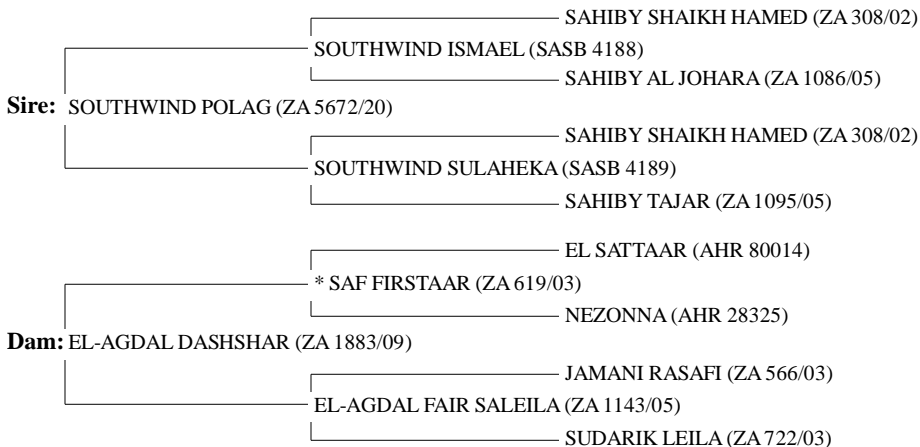 SAHIBY SHAIKH HAMED (ZA 308/02)
SOUTHWIND ISMAEL (SASB 4188)
SAHIBY AL JOHARA (ZA 1086/05)
Sire: SOUTHWIND POLAG (ZA 5672/20)
SAHIBY SHAIKH HAMED (ZA 308/02)
SOUTHWIND SULAHEKA (SASB 4189)
SAHIBY TAJAR (ZA 1095/05)
EL SATTAAR (AHR 80014)
* SAF FIRSTAAR (ZA 619/03)
NEZONNA (AHR 28325)
Dam: EL-AGDAL DASHSHAR (ZA 1883/09)
JAMANI RASAFI (ZA 566/03)
EL-AGDAL FAIR SALEILA (ZA 1143/05)
SUDARIK LEILA (ZA 722/03)